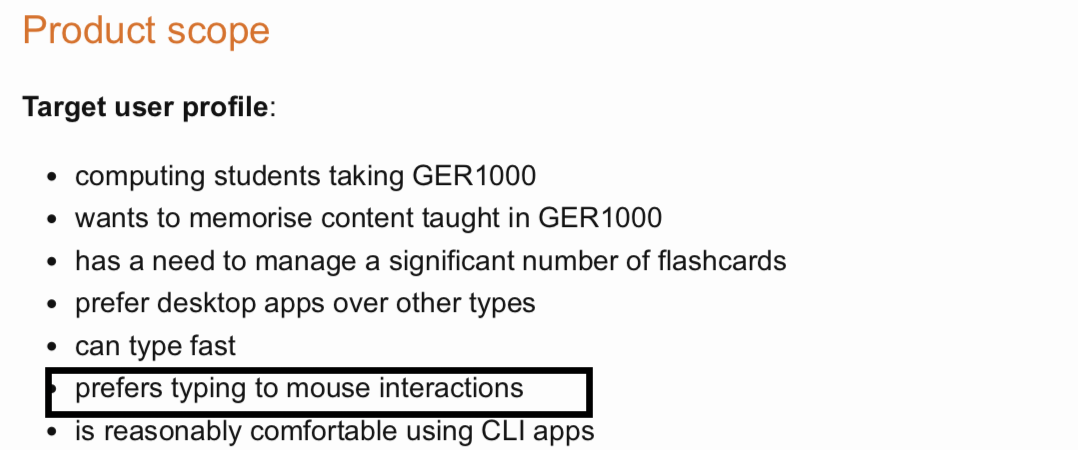 Product scope
Target user profile:
• computing students taking GER1000
• wants to memorise content taught in GER1000
• has a need to manage a significant number of flashcards
• prefer desktop apps over other types
• can type fast
• prefers typing to mouse interactions
• is reasonably comfortable using CLI apps